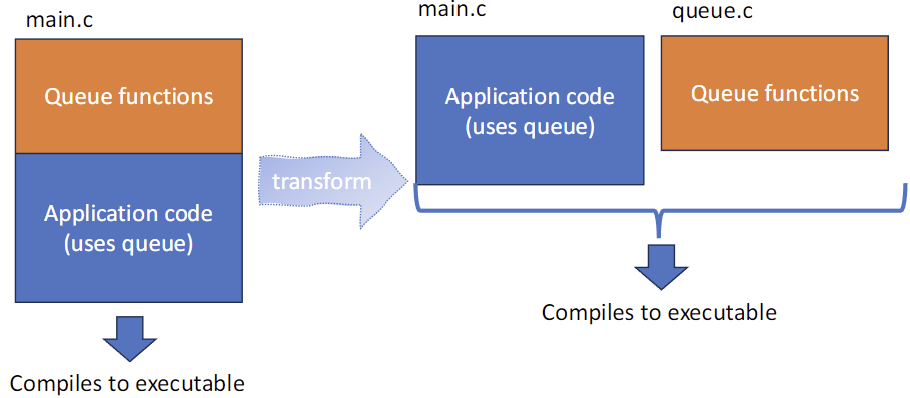 main.c
Queue functions
Application code
(uses queue)
Compiles to executable
transform
main.c
queue.c
Application code
(uses queue)
Queue functions
Compiles to executable